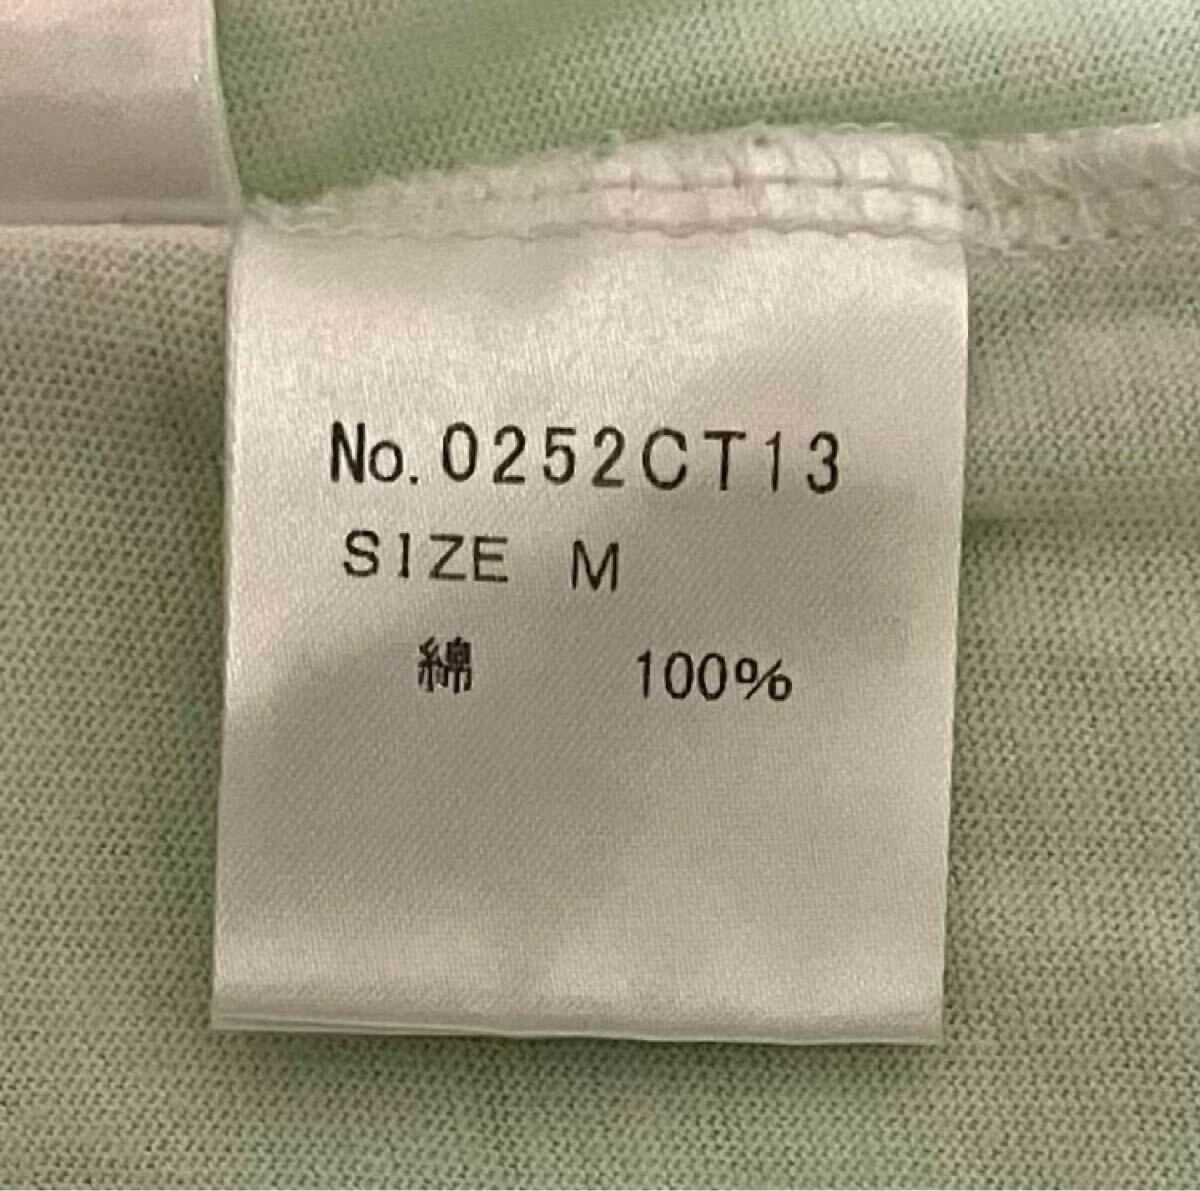 No.0252CT13
SIZE M
綿 100%